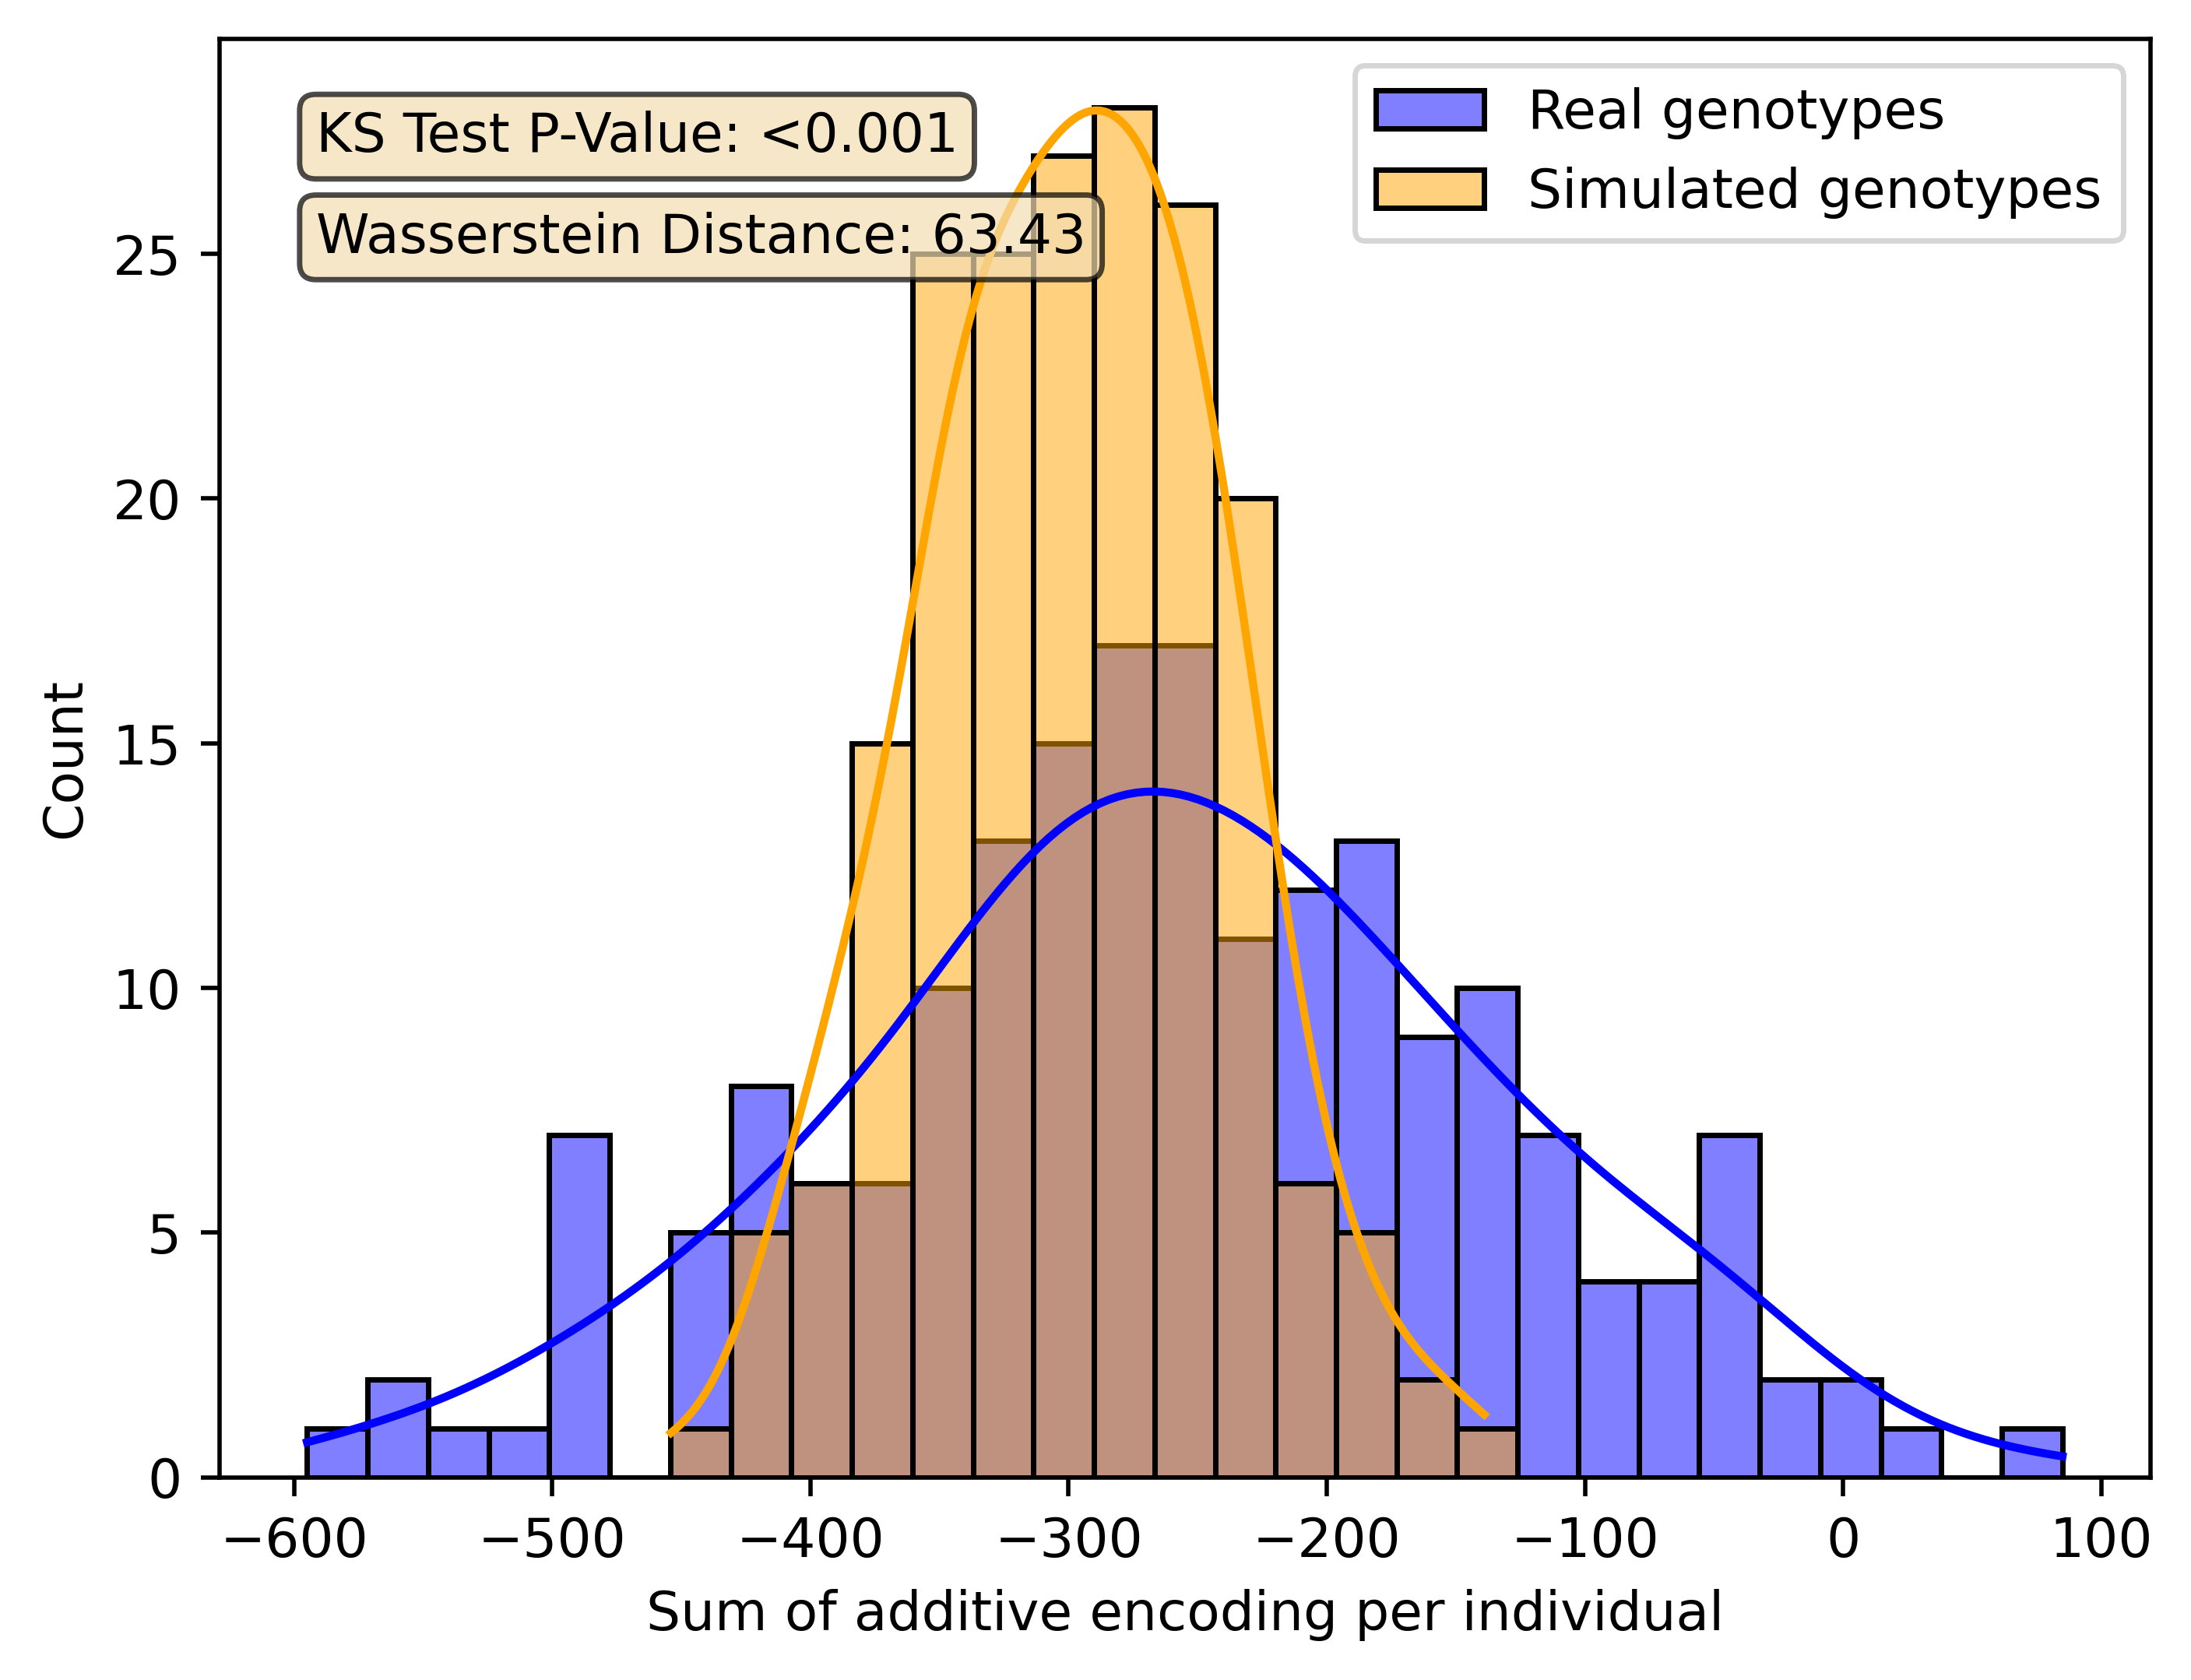 KS Test P-Value: <0.001
Wasserstein Distance: 63.43
Real genotypes
Simulated genotypes
25
20
15
10
5
0
Count
−600 −500 −400 −300 −200 −100 0 100
Sum of additive encoding per individual